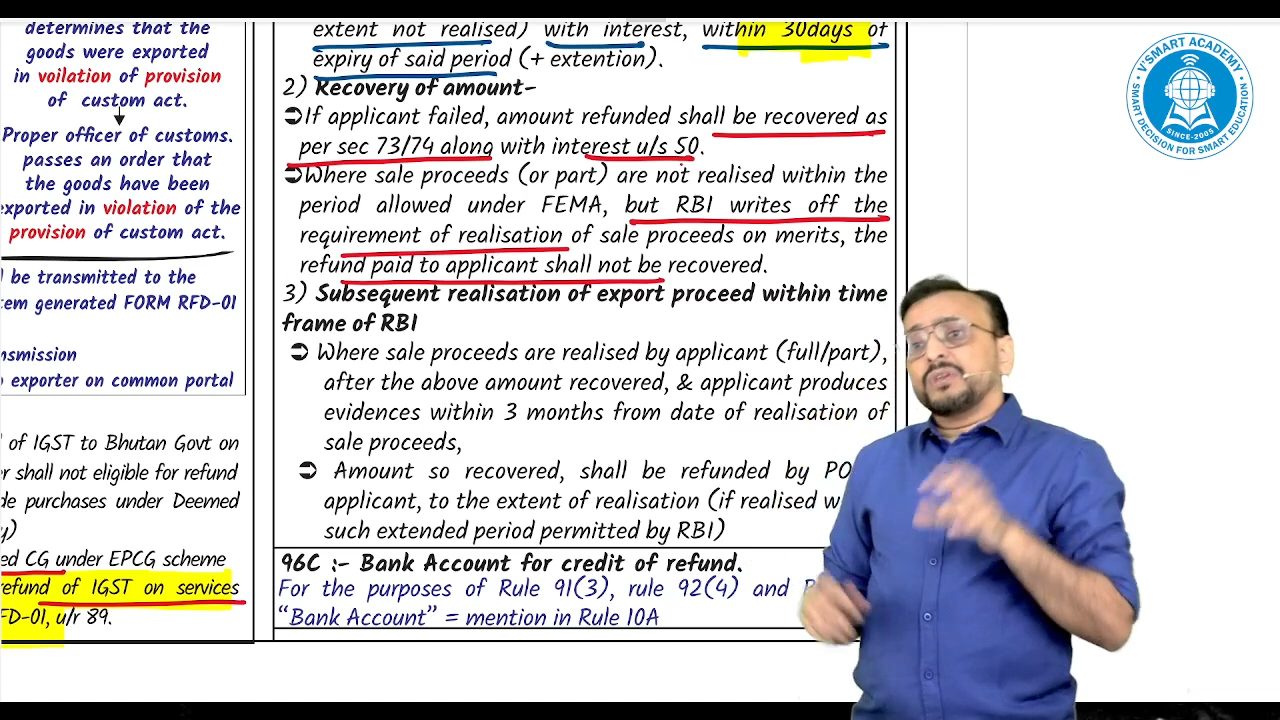 determines that the
goods were exported
in voilation of provision
of custom act.
Proper officer of customs.
passes an order that
the goods have been
exported in violation of the
provision of custom act.
be transmitted to the
generated FORM RFD-01
exporter on common portal
of IGST to Bhutan Govt on
shall not eligible for refund
purchases under Deemed
CG under EPCG scheme
of IGST on services
u/r 89.
extent not realised) with interest, within 30days of
expiry of said period (+ extention).
2) Recovery of amount-
➲If applicant failed, amount refunded shall be recovered as
per sec 73/74 along with interest u/s 50.
➲Where sale proceeds (or part) are not realised within the
period allowed under FEMA, but RBI writes off the
requirement of realisation of sale proceeds on merits, the
refund paid to applicant shall not be recovered.
3) Subsequent realisation of export proceed within time
frame of RBI
➲ Where sale proceeds are realised by applicant (full/part),
after the above amount recovered, & applicant produces
evidences within 3 months from date of realisation of
sale proceeds,
➲ Amount so recovered, shall be refunded by
applicant, to the extent of realisation (if realised
such extended period permitted by RBI)
96C :- Bank Account for credit of refund.
For the purposes of Rule 91(3), rule 92(4) and
"Bank Account" = mention in Rule 10A
V'SMART ACADEMY
SINCE-2005
SMART DECISION FOR SMART EDUCATION